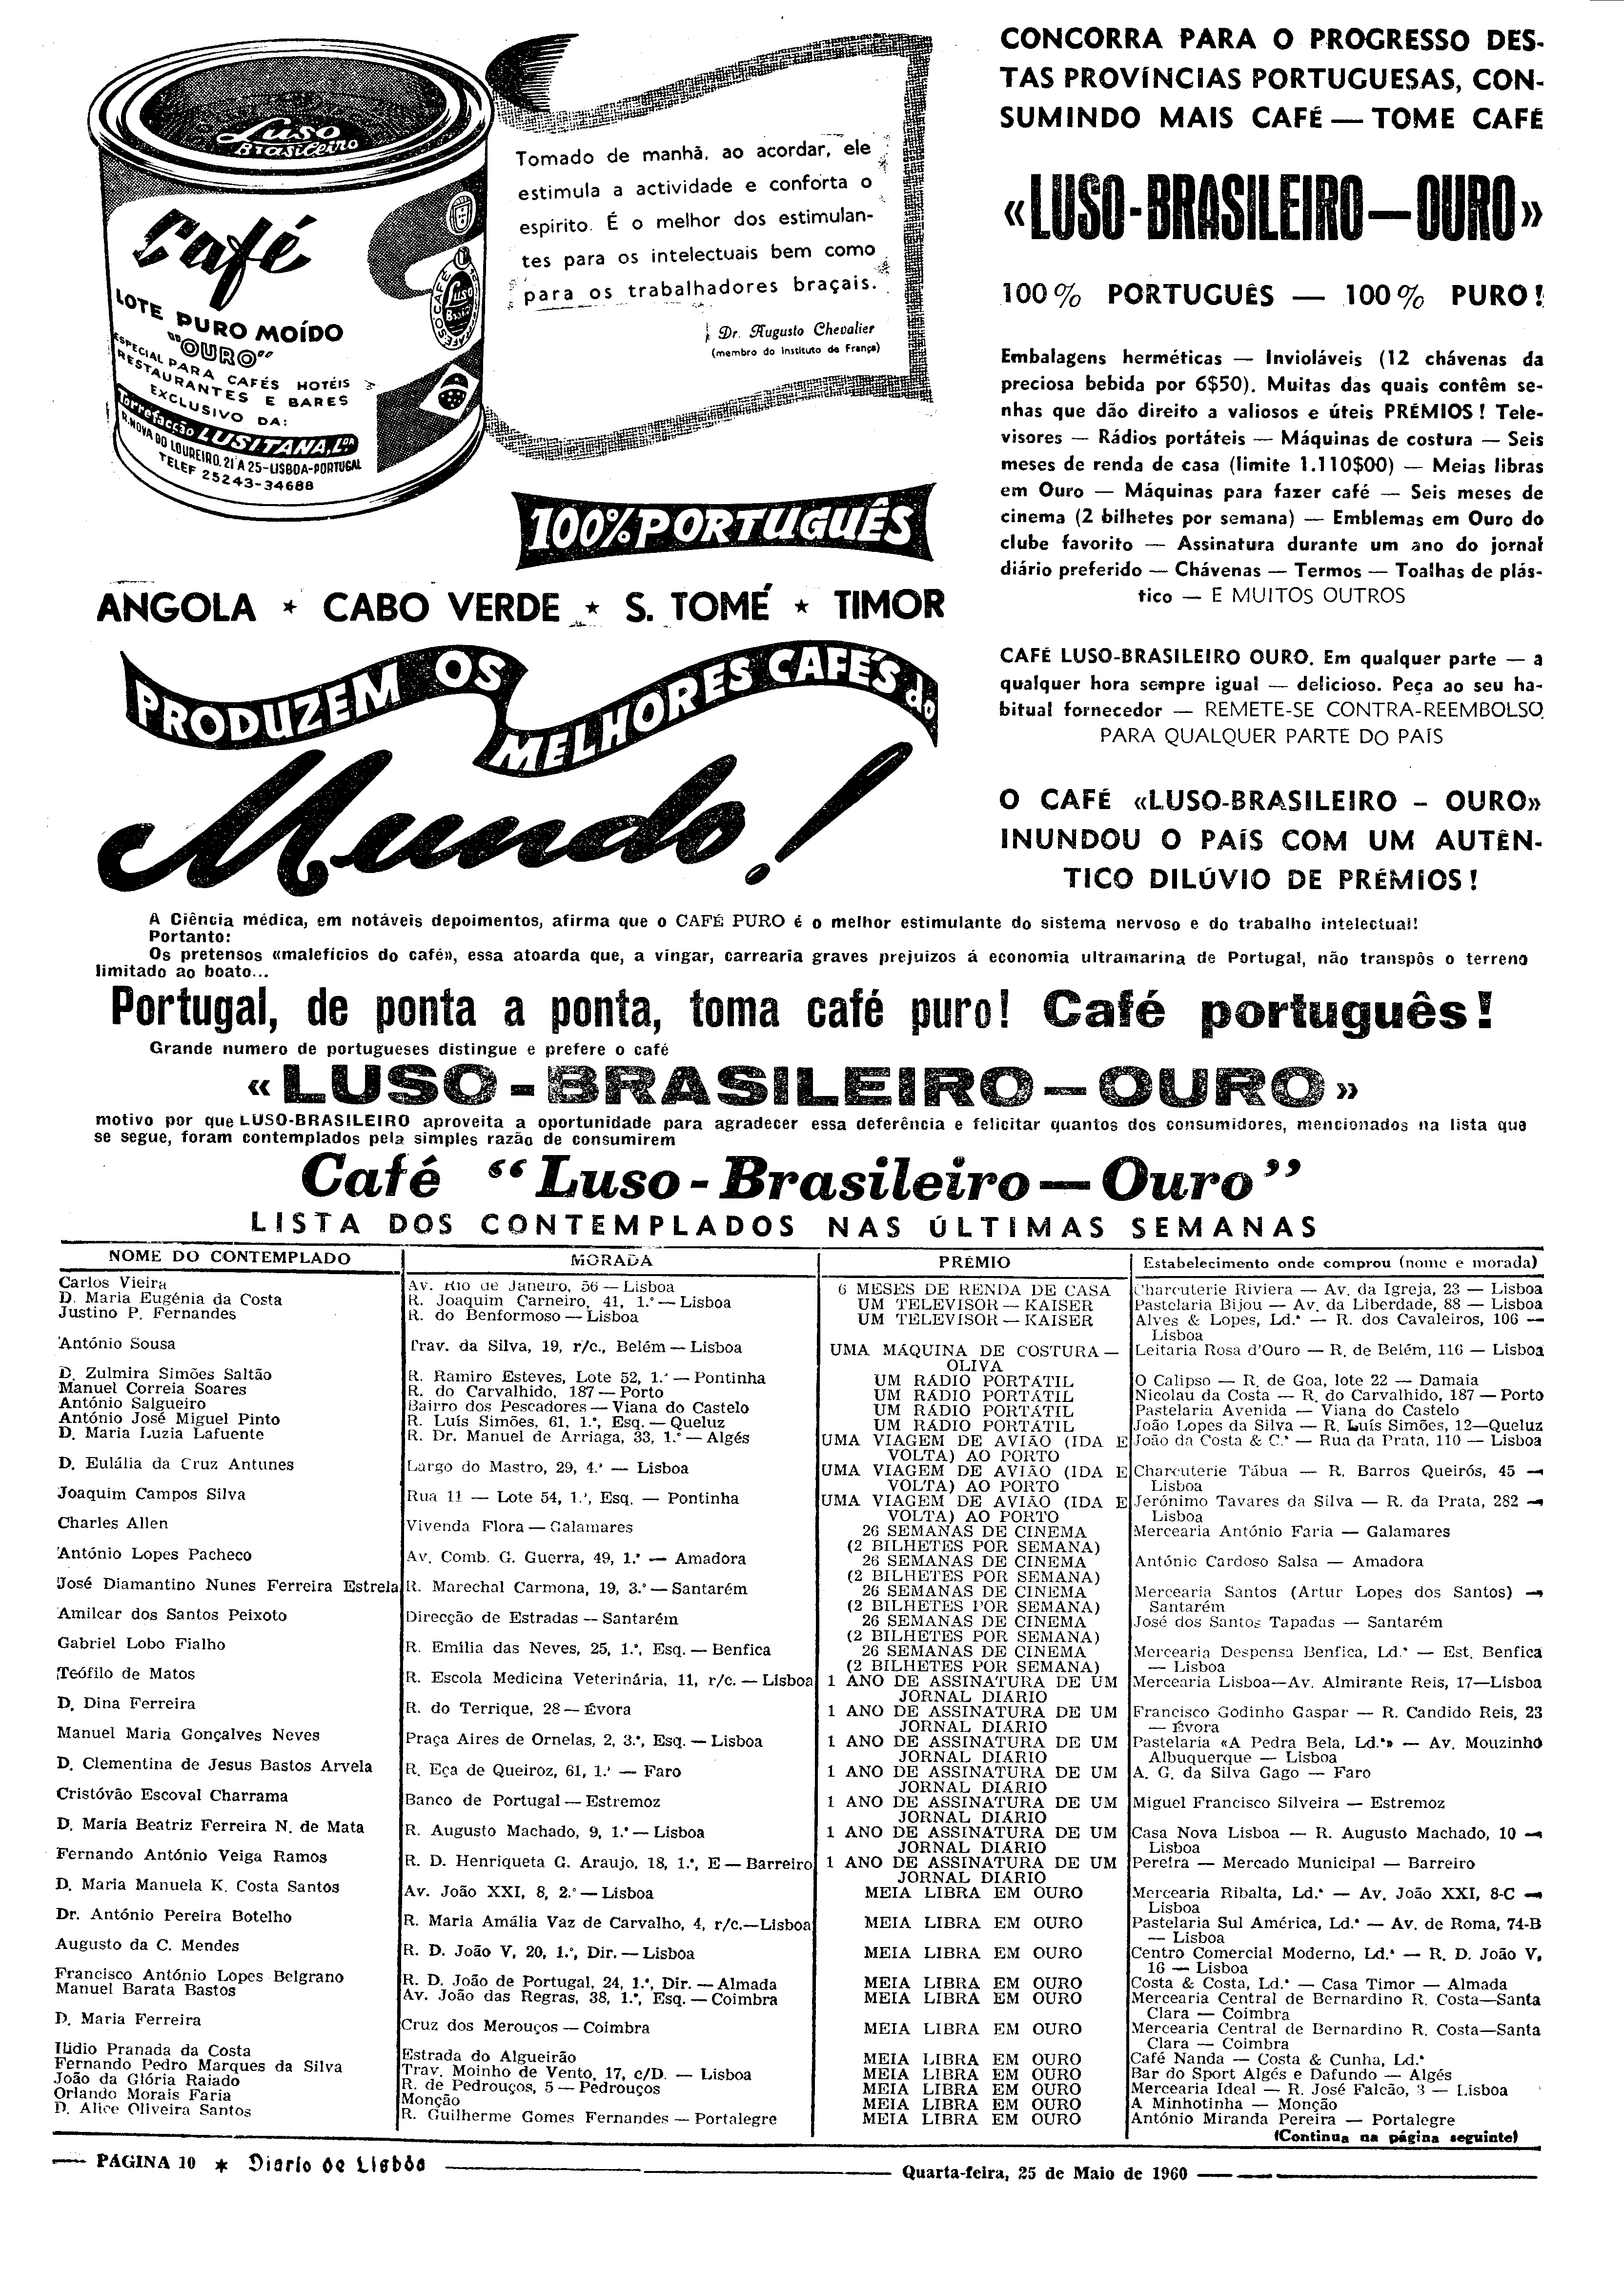 Luso
Brasileiro
Café
LOTE PURO MOÍDO
"OURO"
ESPECIAL PARA CAFÉS HOTÉIS
RESTAURANTES E BARES
EXCLUSIVO DA:
Torrefacção LUSITANA, L.DA
R. NOVA DO LOUREIRO, 21 A 25-LISBOA-PORTUGAL
TELEF 25243-34688
Tomado de manhã, ao acordar, ele
estimula a actividade e conforta o
espirito. É o melhor dos estimulan-
tes para os intelectuais bem como
para os trabalhadores braçais.
Dr. Augusto Chevalier
(membro do Instituto de França)
100% PORTUGUÊS
ANGOLA ★ CABO VERDE ★ S. TOMÉ ★ TIMOR
PRODUZEM OS
MELHORES CAFÉS do
Mundo!
CONCORRA PARA O PROGRESSO DES-
TAS PROVÍNCIAS PORTUGUESAS, CON-
SUMINDO MAIS CAFÉ — TOME CAFÉ
«LUSO-BRASILEIRO—OURO»
100% PORTUGUÊS — 100% PURO!
Embalagens herméticas — Invioláveis (12 chávenas da
preciosa bebida por 6$50). Muitas das quais contêm se-
nhas que dão direito a valiosos e úteis PRÉMIOS! Tele-
visores — Rádios portáteis — Máquinas de costura — Seis
meses de renda de casa (limite 1.110$00) — Meias libras
em Ouro — Máquinas para fazer café — Seis meses de
cinema (2 bilhetes por semana) — Emblemas em Ouro do
clube favorito — Assinatura durante um ano do jornal
diário preferido — Chávenas — Termos — Toalhas de plás-
tico — E MUITOS OUTROS
CAFÉ LUSO-BRASILEIRO OURO. Em qualquer parte — a
qualquer hora sempre igual — delicioso. Peça ao seu ha-
bitual fornecedor — REMETE-SE CONTRA-REEMBOLSO
PARA QUALQUER PARTE DO PAÍS
O CAFÉ «LUSO-BRASILEIRO – OURO»
INUNDOU O PAÍS COM UM AUTÊN-
TICO DILÚVIO DE PRÉMIOS!
A Ciência médica, em notáveis depoimentos, afirma que o CAFÉ PURO é o melhor estimulante do sistema nervoso e do trabalho intelectual!
Portanto:
Os pretensos «malefícios do café», essa atoarda que, a vingar, carrearia graves prejuizos á economia ultramarina de Portugal, não transpôs o terreno
limitado ao boato...
Portugal, de ponta a ponta, toma café puro! Café português!
Grande numero de portugueses distingue e prefere o café
«LUSO-BRASILEIRO—OURO»
motivo por que LUSO-BRASILEIRO aproveita a oportunidade para agradecer essa deferência e felicitar quantos dos consumidores, mencionados na lista que
se segue, foram contemplados pela simples razão de consumirem
Café "Luso-Brasileiro—Ouro"
LISTA DOS CONTEMPLADOS NAS ÚLTIMAS SEMANAS
NOME DO CONTEMPLADO MORADA PRÉMIO Estabelecimento onde comprou (nome e morada)
Carlos Vieira Av. Rio de Janeiro, 56 — Lisboa 6 MESES DE RENDA DE CASA Charcuterie Riviera — Av. da Igreja, 23 — Lisboa
D. Maria Eugénia da Costa R. Joaquim Carneiro, 41, 1.º — Lisboa UM TELEVISOR — KAISER Pastelaria Bijou — Av. da Liberdade, 88 — Lisboa
Justino P. Fernandes R. do Benformoso — Lisboa UM TELEVISOR — KAISER Alves & Lopes, Ld.ª — R. dos Cavaleiros, 106 —
Lisboa
António Sousa Trav. da Silva, 19, r/c., Belém — Lisboa UMA MÁQUINA DE COSTURA — Leitaria Rosa d'Ouro — R. de Belém, 116 — Lisboa
OLIVA
D. Zulmira Simões Saltão R. Ramiro Esteves, Lote 52, 1.º — Pontinha UM RÁDIO PORTÁTIL O Calipso — R. de Goa, lote 22 — Damaia
Manuel Correia Soares R. do Carvalhido, 187 — Porto UM RÁDIO PORTÁTIL Nicolau da Costa — R. do Carvalhido, 187 — Porto
António Salgueiro Bairro dos Pescadores — Viana do Castelo UM RÁDIO PORTÁTIL Pastelaria Avenida — Viana do Castelo
António José Miguel Pinto R. Luís Simões, 61, 1.º, Esq. — Queluz UM RÁDIO PORTÁTIL João Lopes da Silva — R. Luís Simões, 12—Queluz
D. Maria Luzia Lafuente R. Dr. Manuel de Arriaga, 33, 1.º — Algés UMA VIAGEM DE AVIÃO (IDA E João da Costa & C.ª — Rua da Prata, 110 — Lisboa
VOLTA) AO PORTO
D. Eulália da Cruz Antunes Largo do Mastro, 29, 4.º — Lisboa UMA VIAGEM DE AVIÃO (IDA E Charcuterie Tábua — R. Barros Queirós, 45 —
VOLTA) AO PORTO Lisboa
Joaquim Campos Silva Rua 11 — Lote 54, 1.º, Esq. — Pontinha UMA VIAGEM DE AVIÃO (IDA E Jerónimo Tavares da Silva — R. da Prata, 282 —
VOLTA) AO PORTO Lisboa
Charles Allen Vivenda Flora — Galamares 26 SEMANAS DE CINEMA Mercearia António Faria — Galamares
(2 BILHETES POR SEMANA)
António Lopes Pacheco Av. Comb. G. Guerra, 49, 1.º — Amadora 26 SEMANAS DE CINEMA António Cardoso Salsa — Amadora
(2 BILHETES POR SEMANA)
José Diamantino Nunes Ferreira Estrela R. Marechal Carmona, 19, 3.º — Santarém 26 SEMANAS DE CINEMA Mercearia Santos (Artur Lopes dos Santos) —
(2 BILHETES POR SEMANA) Santarém
Amilcar dos Santos Peixoto Direcção de Estradas — Santarém 26 SEMANAS DE CINEMA José dos Santos Tapadas — Santarém
(2 BILHETES POR SEMANA)
Gabriel Lobo Fialho R. Emília das Neves, 25, 1.º, Esq. — Benfica 26 SEMANAS DE CINEMA Mercearia Despensa Benfica, Ld.ª — Est. Benfica
(2 BILHETES POR SEMANA) — Lisboa
Teófilo de Matos R. Escola Medicina Veterinária, 11, r/c. — Lisboa 1 ANO DE ASSINATURA DE UM Mercearia Lisboa—Av. Almirante Reis, 17—Lisboa
JORNAL DIÁRIO
D. Dina Ferreira R. do Terrique, 28 — Évora 1 ANO DE ASSINATURA DE UM Francisco Godinho Gaspar — R. Candido Reis, 23
JORNAL DIÁRIO — Évora
Manuel Maria Gonçalves Neves Praça Aires de Ornelas, 2, 3.º, Esq. — Lisboa 1 ANO DE ASSINATURA DE UM Pastelaria «A Pedra Bela, Ld.ª» — Av. Mouzinho
JORNAL DIÁRIO Albuquerque — Lisboa
D. Clementina de Jesus Bastos Arvela R. Eça de Queiroz, 61, 1.º — Faro 1 ANO DE ASSINATURA DE UM A. G. da Silva Gago — Faro
JORNAL DIÁRIO
Cristóvão Escoval Charrama Banco de Portugal — Estremoz 1 ANO DE ASSINATURA DE UM Miguel Francisco Silveira — Estremoz
JORNAL DIÁRIO
D. Maria Beatriz Ferreira N. de Mata R. Augusto Machado, 9, 1.º — Lisboa 1 ANO DE ASSINATURA DE UM Casa Nova Lisboa — R. Augusto Machado, 10 —
JORNAL DIÁRIO Lisboa
Fernando António Veiga Ramos R. D. Henriqueta G. Araujo, 18, 1.º, E — Barreiro 1 ANO DE ASSINATURA DE UM Pereira — Mercado Municipal — Barreiro
JORNAL DIÁRIO
D. Maria Manuela K. Costa Santos Av. João XXI, 8, 2.º — Lisboa MEIA LIBRA EM OURO Mercearia Ribalta, Ld.ª — Av. João XXI, 8-C —
Lisboa
Dr. António Pereira Botelho R. Maria Amália Vaz de Carvalho, 4, r/c.—Lisboa MEIA LIBRA EM OURO Pastelaria Sul América, Ld.ª — Av. de Roma, 74-B
— Lisboa
Augusto da C. Mendes R. D. João V, 20, 1.º, Dir. — Lisboa MEIA LIBRA EM OURO Centro Comercial Moderno, Ld.ª — R. D. João V,
16 — Lisboa
Francisco António Lopes Belgrano R. D. João de Portugal, 24, 1.º, Dir. — Almada MEIA LIBRA EM OURO Costa & Costa, Ld.ª — Casa Timor — Almada
Manuel Barata Bastos Av. João das Regras, 38, 1.º, Esq. — Coimbra MEIA LIBRA EM OURO Mercearia Central de Bernardino R. Costa—Santa
Clara — Coimbra
D. Maria Ferreira Cruz dos Merouços — Coimbra MEIA LIBRA EM OURO Mercearia Central de Bernardino R. Costa—Santa
Clara — Coimbra
Ilídio Pranada da Costa Estrada do Algueirão MEIA LIBRA EM OURO Café Nanda — Costa & Cunha, Ld.ª
Fernando Pedro Marques da Silva Trav. Moinho de Vento, 17, c/D. — Lisboa MEIA LIBRA EM OURO Bar do Sport Algés e Dafundo — Algés
João da Glória Raiado R. de Pedrouços, 5 — Pedrouços MEIA LIBRA EM OURO Mercearia Ideal — R. José Falcão, 3 — Lisboa
Orlando Morais Faria Monção MEIA LIBRA EM OURO A Minhotinha — Monção
D. Alice Oliveira Santos R. Guilherme Gomes Fernandes — Portalegre MEIA LIBRA EM OURO António Miranda Pereira — Portalegre
(Continua na página seguinte)
PÁGINA 10 ★ Diario de Lisbôa Quarta-feira, 25 de Maio de 1960